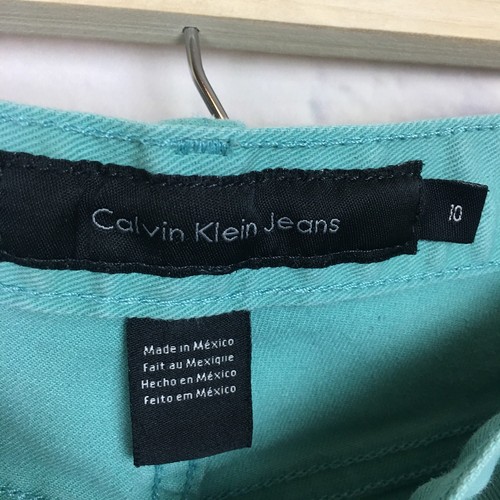 Calvin Klein Jeans
10
Made in México
Fait au Mexique
Hecho en México
Feito em México